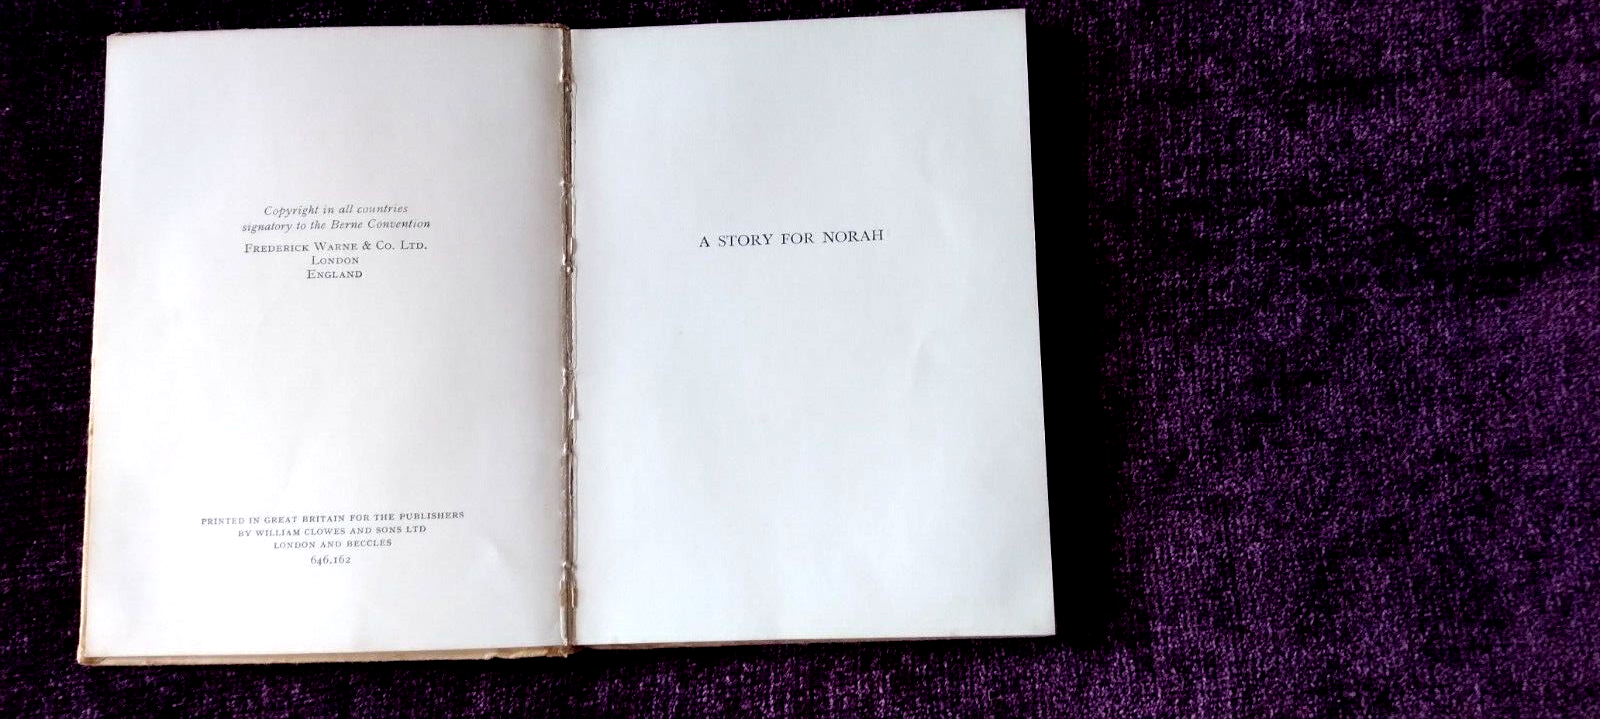 Copyright in all countries
signatory to the Berne Convention
Frederick Warne & Co. Ltd.
London
England
PRINTED IN GREAT BRITAIN FOR THE PUBLISHERS
BY WILLIAM CLOWES AND SONS LTD
LONDON AND BECCLES
646.162
A STORY FOR NORAH